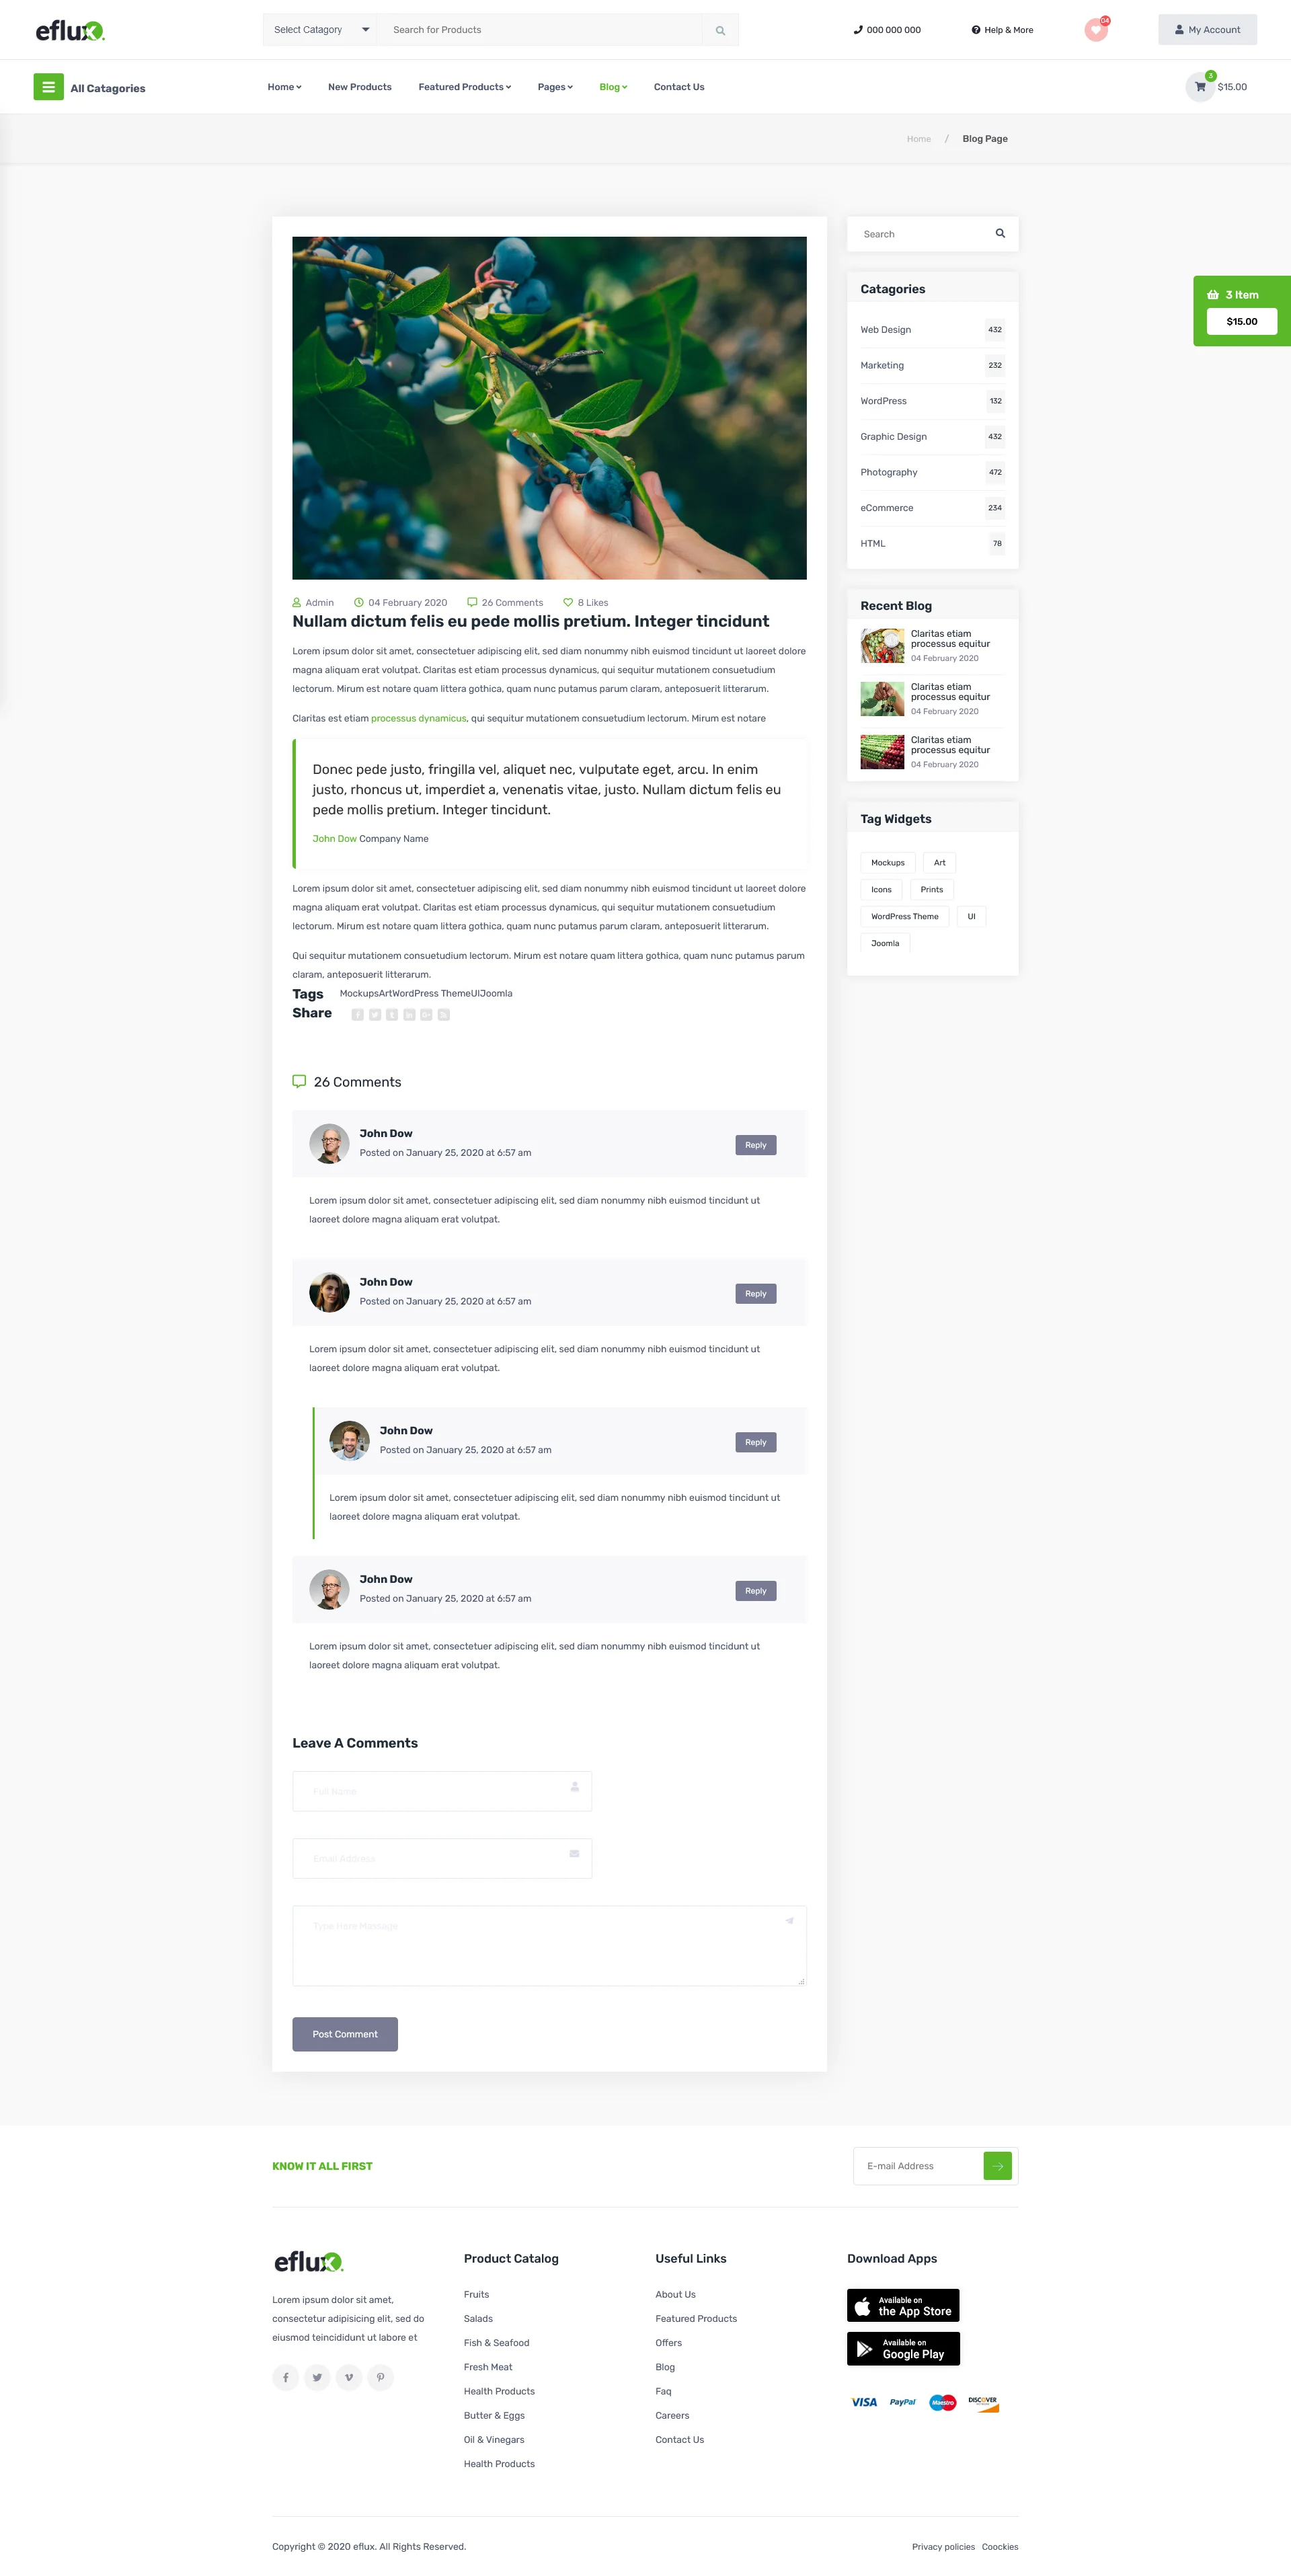 eflux.
Select Catagory
Search for Products
000 000 000
Help & More
04
My Account
All Catagories
Home
New Products
Featured Products
Pages
Blog
Contact Us
3
$15.00
Home / Blog Page
3 Item
$15.00
Admin
04 February 2020
26 Comments
8 Likes
Nullam dictum felis eu pede mollis pretium. Integer tincidunt
Lorem ipsum dolor sit amet, consectetuer adipiscing elit, sed diam nonummy nibh euismod tincidunt ut laoreet dolore
magna aliquam erat volutpat. Claritas est etiam processus dynamicus, qui sequitur mutationem consuetudium
lectorum. Mirum est notare quam littera gothica, quam nunc putamus parum claram, anteposuerit litterarum.
Claritas est etiam processus dynamicus, qui sequitur mutationem consuetudium lectorum. Mirum est notare
Donec pede justo, fringilla vel, aliquet nec, vulputate eget, arcu. In enim
justo, rhoncus ut, imperdiet a, venenatis vitae, justo. Nullam dictum felis eu
pede mollis pretium. Integer tincidunt.
John Dow Company Name
Lorem ipsum dolor sit amet, consectetuer adipiscing elit, sed diam nonummy nibh euismod tincidunt ut laoreet dolore
magna aliquam erat volutpat. Claritas est etiam processus dynamicus, qui sequitur mutationem consuetudium
lectorum. Mirum est notare quam littera gothica, quam nunc putamus parum claram, anteposuerit litterarum.
Qui sequitur mutationem consuetudium lectorum. Mirum est notare quam littera gothica, quam nunc putamus parum
claram, anteposuerit litterarum.
Tags
MockupsArtWordPress ThemeUIJoomla
Share
26 Comments
John Dow
Posted on January 25, 2020 at 6:57 am
Reply
Lorem ipsum dolor sit amet, consectetuer adipiscing elit, sed diam nonummy nibh euismod tincidunt ut
laoreet dolore magna aliquam erat volutpat.
John Dow
Posted on January 25, 2020 at 6:57 am
Reply
Lorem ipsum dolor sit amet, consectetuer adipiscing elit, sed diam nonummy nibh euismod tincidunt ut
laoreet dolore magna aliquam erat volutpat.
John Dow
Posted on January 25, 2020 at 6:57 am
Reply
Lorem ipsum dolor sit amet, consectetuer adipiscing elit, sed diam nonummy nibh euismod tincidunt ut
laoreet dolore magna aliquam erat volutpat.
John Dow
Posted on January 25, 2020 at 6:57 am
Reply
Lorem ipsum dolor sit amet, consectetuer adipiscing elit, sed diam nonummy nibh euismod tincidunt ut
laoreet dolore magna aliquam erat volutpat.
Leave A Comments
Full Name
Email Address
Type Here Message
Post Comment
Search
Catagories
Web Design 432
Marketing 232
WordPress 132
Graphic Design 432
Photography 472
eCommerce 234
HTML 78
Recent Blog
Claritas etiam
processus equitur
04 February 2020
Claritas etiam
processus equitur
04 February 2020
Claritas etiam
processus equitur
04 February 2020
Tag Widgets
Mockups
Art
Icons
Prints
WordPress Theme
UI
Joomla
KNOW IT ALL FIRST
E-mail Address
eflux.
Lorem ipsum dolor sit amet,
consectetur adipisicing elit, sed do
eiusmod teincididunt ut labore et
Product Catalog
Fruits
Salads
Fish & Seafood
Fresh Meat
Health Products
Butter & Eggs
Oil & Vinegars
Health Products
Useful Links
About Us
Featured Products
Offers
Blog
Faq
Careers
Contact Us
Download Apps
Available on
the App Store
Available on
Google Play
VISA
PayPal
Maestro
DISCOVER
Copyright © 2020 eflux. All Rights Reserved.
Privacy policies
Coockies